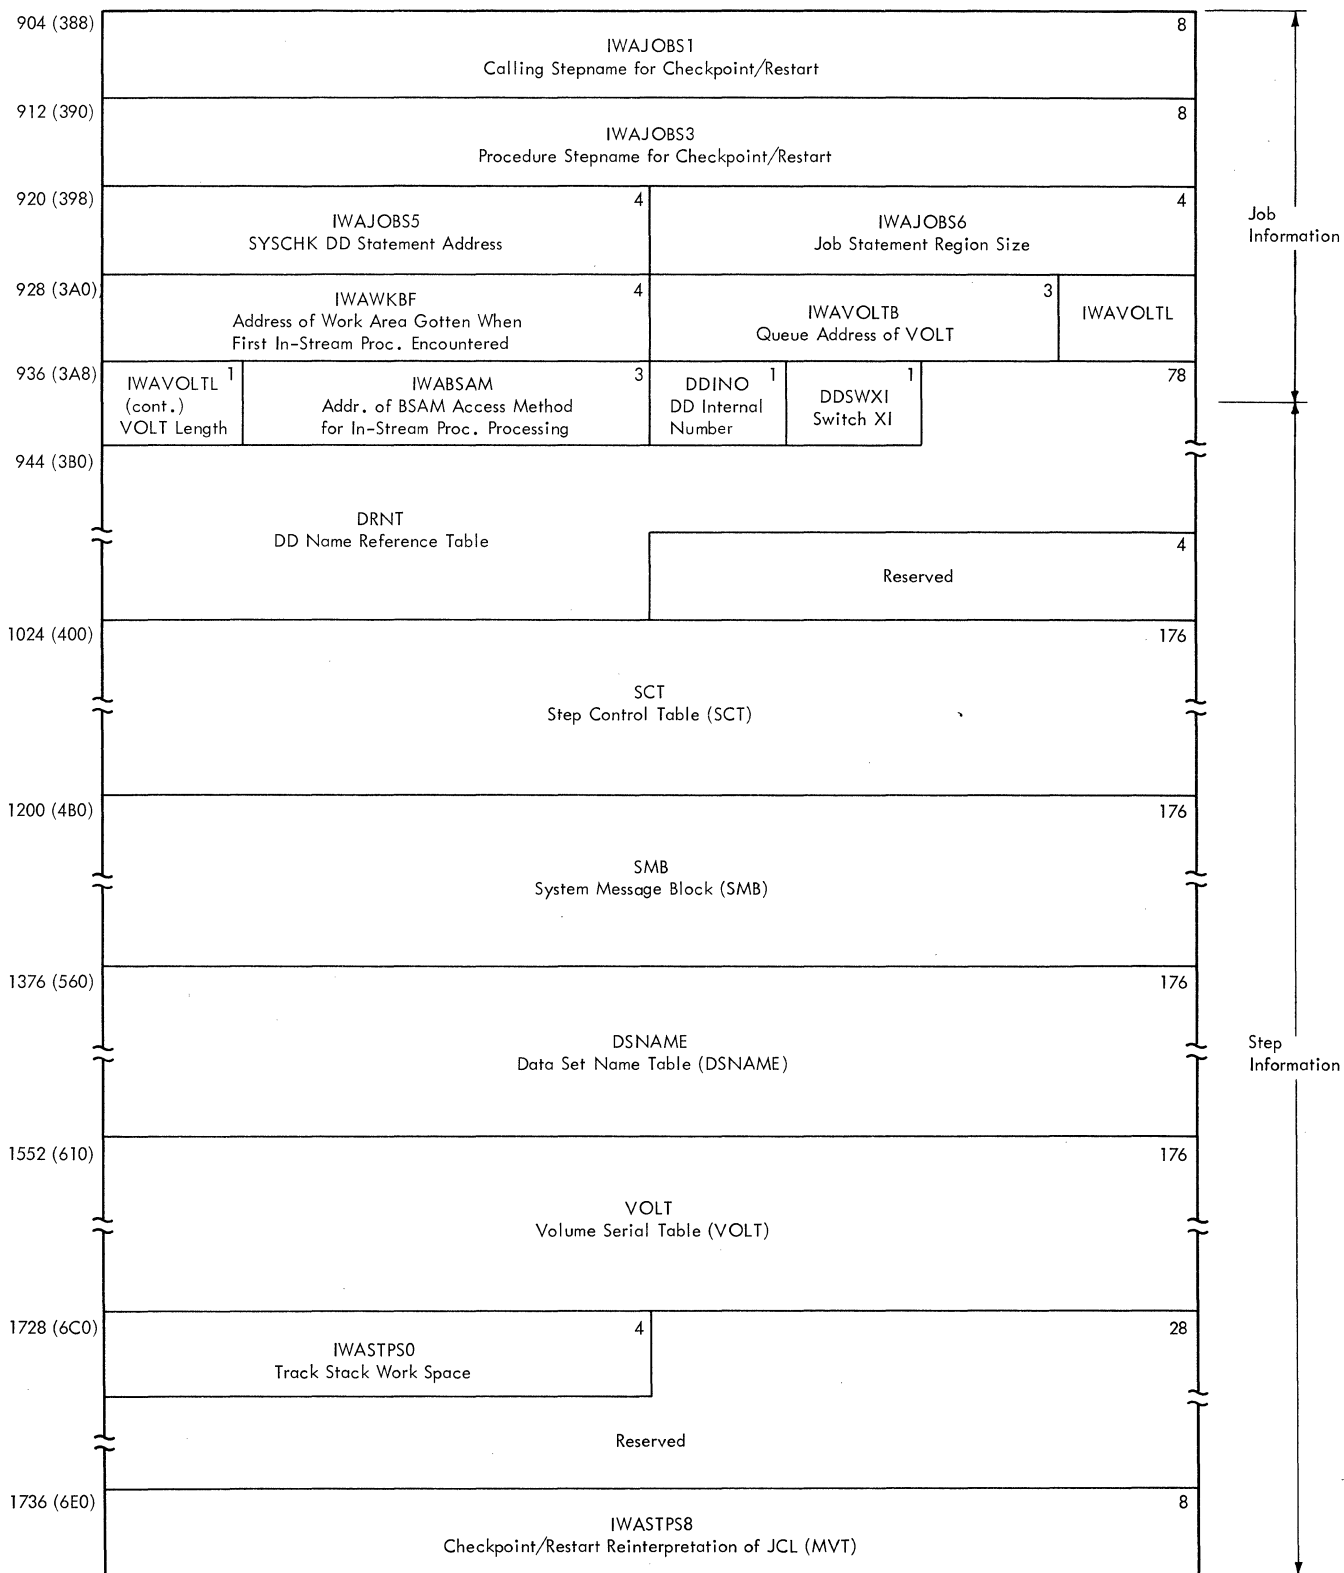 904 (388)
8
IWAJOBS1
Calling Stepname for Checkpoint/Restart
912 (390)
8
IWAJOBS3
Procedure Stepname for Checkpoint/Restart
920 (398)
4
IWAJOBS5
SYSCHK DD Statement Address
4
IWAJOBS6
Job Statement Region Size
Job
Information
928 (3A0)
4
IWAWKBF
Address of Work Area Gotten When
First In-Stream Proc. Encountered
3
IWAVOLTB
Queue Address of VOLT
IWAVOLTL
936 (3A8)
1
IWAVOLTL
(cont.)
VOLT Length
3
IWABSAM
Addr. of BSAM Access Method
for In-Stream Proc. Processing
1
DDINO
DD Internal
Number
1
DDSWXI
Switch XI
78
944 (3B0)
DRNT
DD Name Reference Table
4
Reserved
1024 (400)
176
SCT
Step Control Table (SCT)
1200 (4B0)
176
SMB
System Message Block (SMB)
1376 (560)
176
DSNAME
Data Set Name Table (DSNAME)
Step
Information
1552 (610)
176
VOLT
Volume Serial Table (VOLT)
1728 (6C0)
4
IWASTPS0
Track Stack Work Space
28
Reserved
1736 (6E0)
8
IWASTPS8
Checkpoint/Restart Reinterpretation of JCL (MVT)